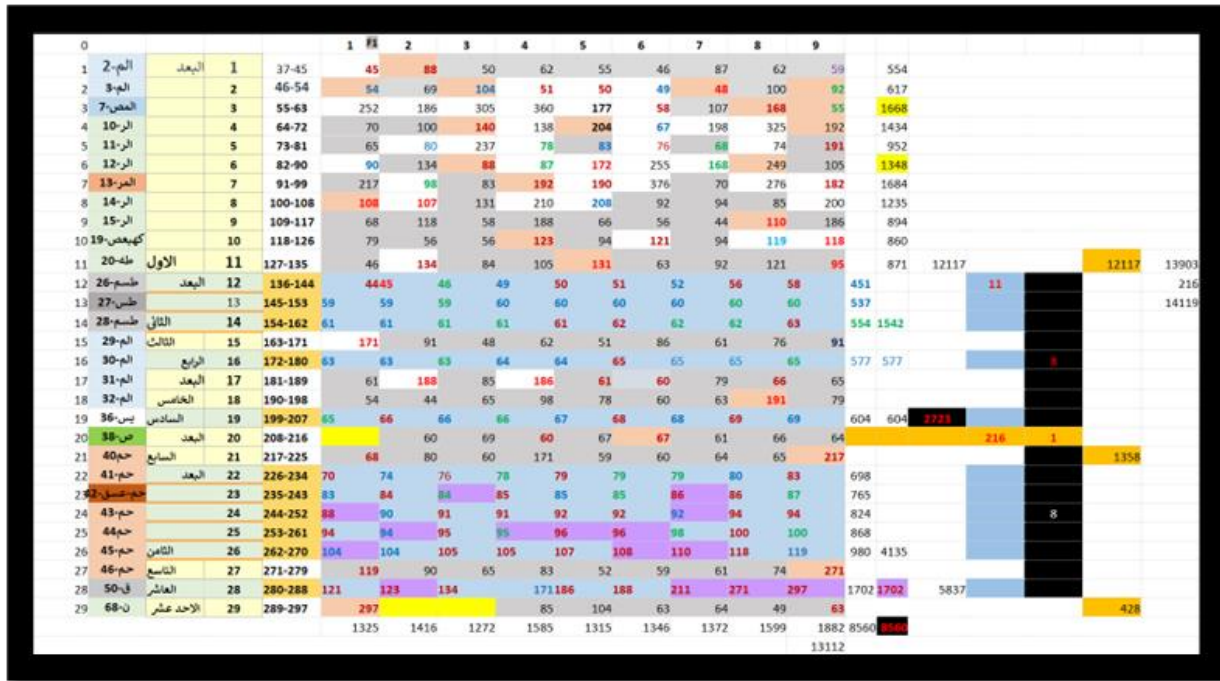 0 1 F1 2 3 4 5 6 7 8 9
1 الم-2 البعد 1 37-45 45 88 50 62 55 46 87 62 59 554
2 الم-3 2 46-54 54 69 104 51 50 49 48 100 92 617
3 المص-7 3 55-63 252 186 305 360 177 58 107 168 55 1668
4 الر-10 4 64-72 70 100 140 138 204 67 198 325 192 1434
5 الر-11 5 73-81 65 80 237 78 83 76 68 74 191 952
6 الر-12 6 82-90 90 134 88 87 172 255 168 249 105 1348
7 المر-13 7 91-99 217 98 83 192 190 376 70 276 182 1684
8 الر-14 8 100-108 108 107 131 210 208 92 94 85 200 1235
9 الر-15 9 109-117 68 118 58 188 66 56 44 110 186 894
10 كهيعص-19 10 118-126 79 56 56 123 94 121 94 119 118 860
11 طه-20 الاول 11 127-135 46 134 84 105 131 63 92 121 95 871 12117 12117 13903
12 طسم-26 البعد 12 136-144 44 45 46 49 50 51 52 56 58 451 11 216
13 طس-27 13 145-153 59 59 59 60 60 60 60 60 60 537 14119
14 طسم-28 الثانى 14 154-162 61 61 61 61 61 62 62 62 63 554 1542
15 الم-29 الثالث 15 163-171 171 91 48 62 51 86 61 76 91
16 الم-30 الرابع 16 172-180 63 63 63 64 64 65 65 65 65 577 577 8
17 الم-31 البعد 17 181-189 61 188 85 186 61 60 79 66 65
18 الم-32 الخامس 18 190-198 54 44 65 98 78 60 63 191 79
19 يس-36 السادس 19 199-207 65 66 66 66 67 68 68 69 69 604 604 2723
20 ص-38 البعد 20 208-216 60 69 60 67 67 61 66 64 216 1
21 حم40 السابع 21 217-225 68 80 60 171 59 60 64 65 217 1358
22 حم-41 البعد 22 226-234 70 74 76 78 79 79 79 80 83 698
23 حم-عسق-42 23 235-243 83 84 84 85 85 85 86 86 87 765
24 حم-43 24 244-252 88 90 91 91 92 92 92 94 94 824 8
25 حم44 25 253-261 94 94 95 95 96 96 98 100 100 868
26 حم-45 الثامن 26 262-270 104 104 105 105 107 108 110 118 119 980 4135
27 حم-46 التاسع 27 271-279 119 90 65 83 52 59 61 74 271
28 ق-50 العاشر 28 280-288 121 123 134 171 186 188 211 271 297 1702 1702 5837
29 ن-68 الاحد عشر 29 289-297 297 85 104 63 64 49 63 428
1325 1416 1272 1585 1315 1346 1372 1599 1882 8560 8560
13112